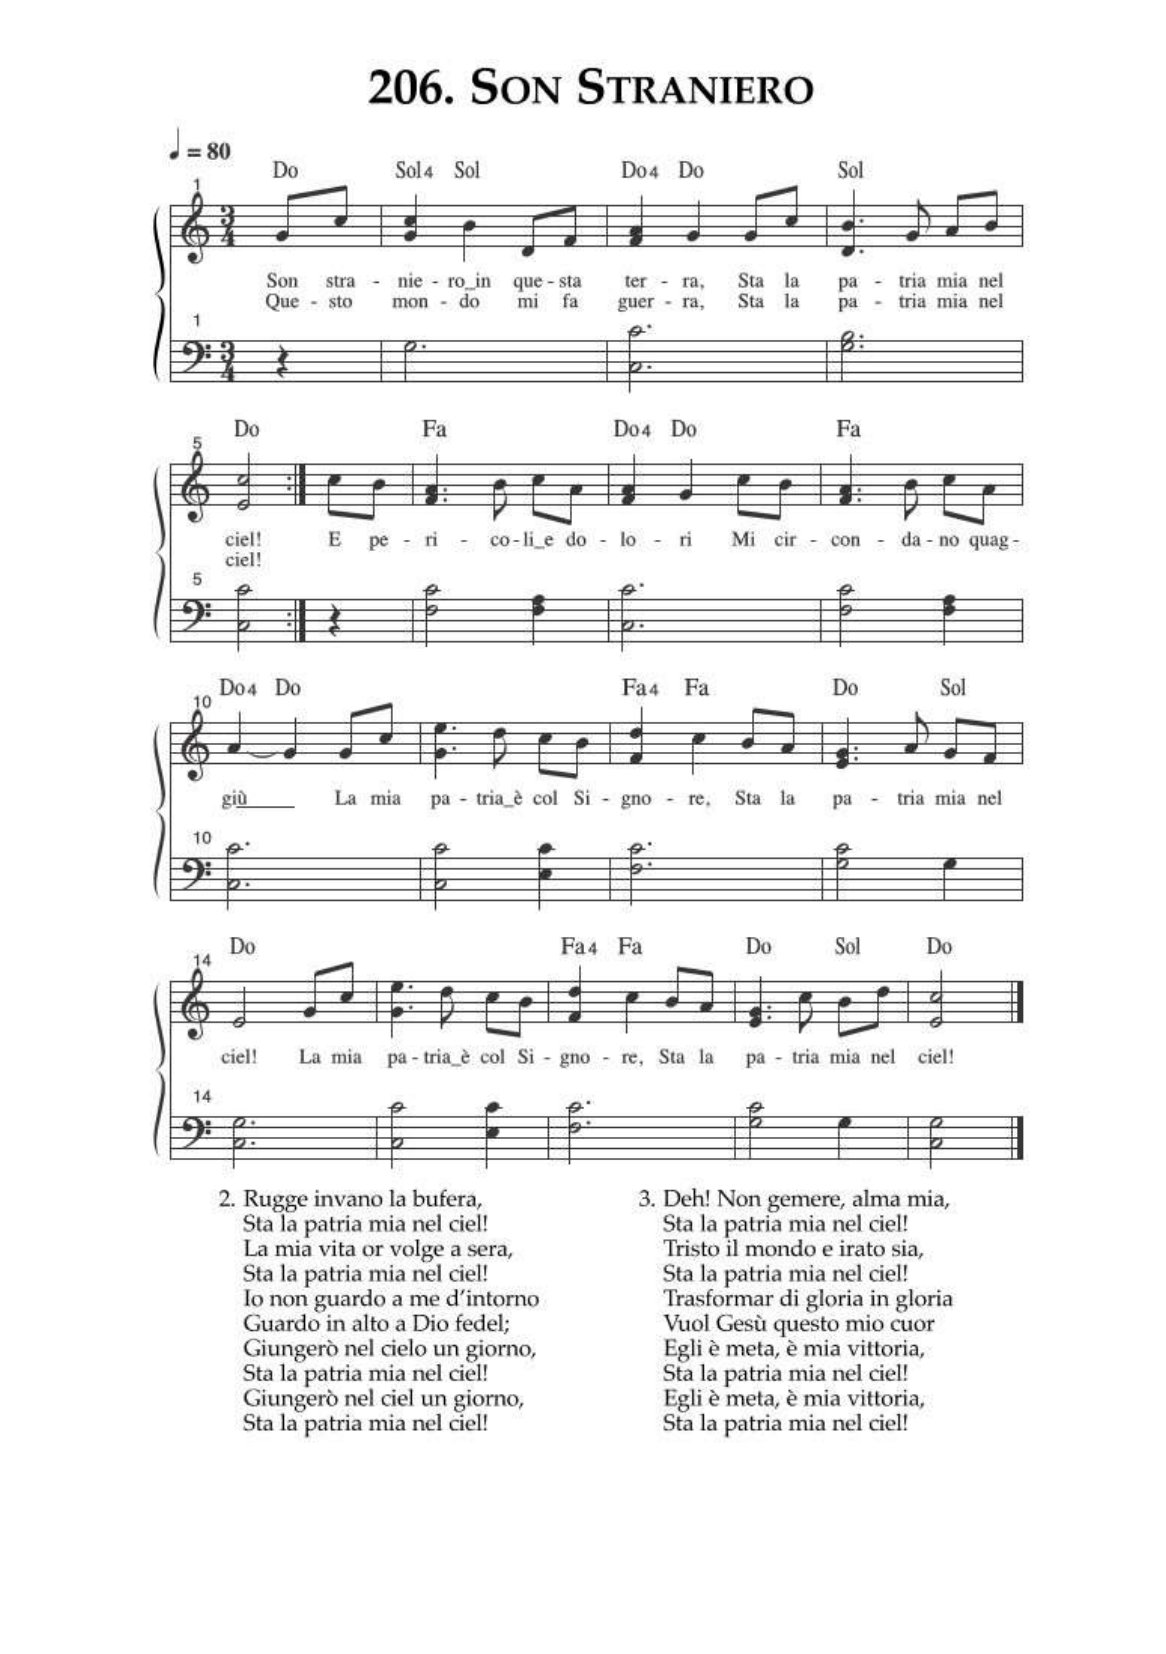 206. SON STRANIERO
♩ = 80
Do Sol4 Sol Do4 Do Sol
1
3 4
Son stra - nie - ro_in que - sta ter - ra, Sta la pa - tria mia nel
Que - sto mon - do mi fa guer - ra, Sta la pa - tria mia nel
1
3 4
Do Fa Do4 Do Fa
5
ciel! E pe - ri - co - li_e do - lo - ri Mi cir - con - da - no quag -
ciel!
5
Do4 Do Fa4 Fa Do Sol
10
giù____ La mia pa - tria_è col Si - gno - re, Sta la pa - tria mia nel
10
Do Fa4 Fa Do Sol Do
14
ciel! La mia pa - tria_è col Si - gno - re, Sta la pa - tria mia nel ciel!
14
2. Rugge invano la bufera,
Sta la patria mia nel ciel!
La mia vita or volge a sera,
Sta la patria mia nel ciel!
Io non guardo a me d'intorno
Guardo in alto a Dio fedel;
Giungerò nel cielo un giorno,
Sta la patria mia nel ciel!
Giungerò nel ciel un giorno,
Sta la patria mia nel ciel!
3. Deh! Non gemere, alma mia,
Sta la patria mia nel ciel!
Tristo il mondo e irato sia,
Sta la patria mia nel ciel!
Trasformar di gloria in gloria
Vuol Gesù questo mio cuor
Egli è meta, è mia vittoria,
Sta la patria mia nel ciel!
Egli è meta, è mia vittoria,
Sta la patria mia nel ciel!